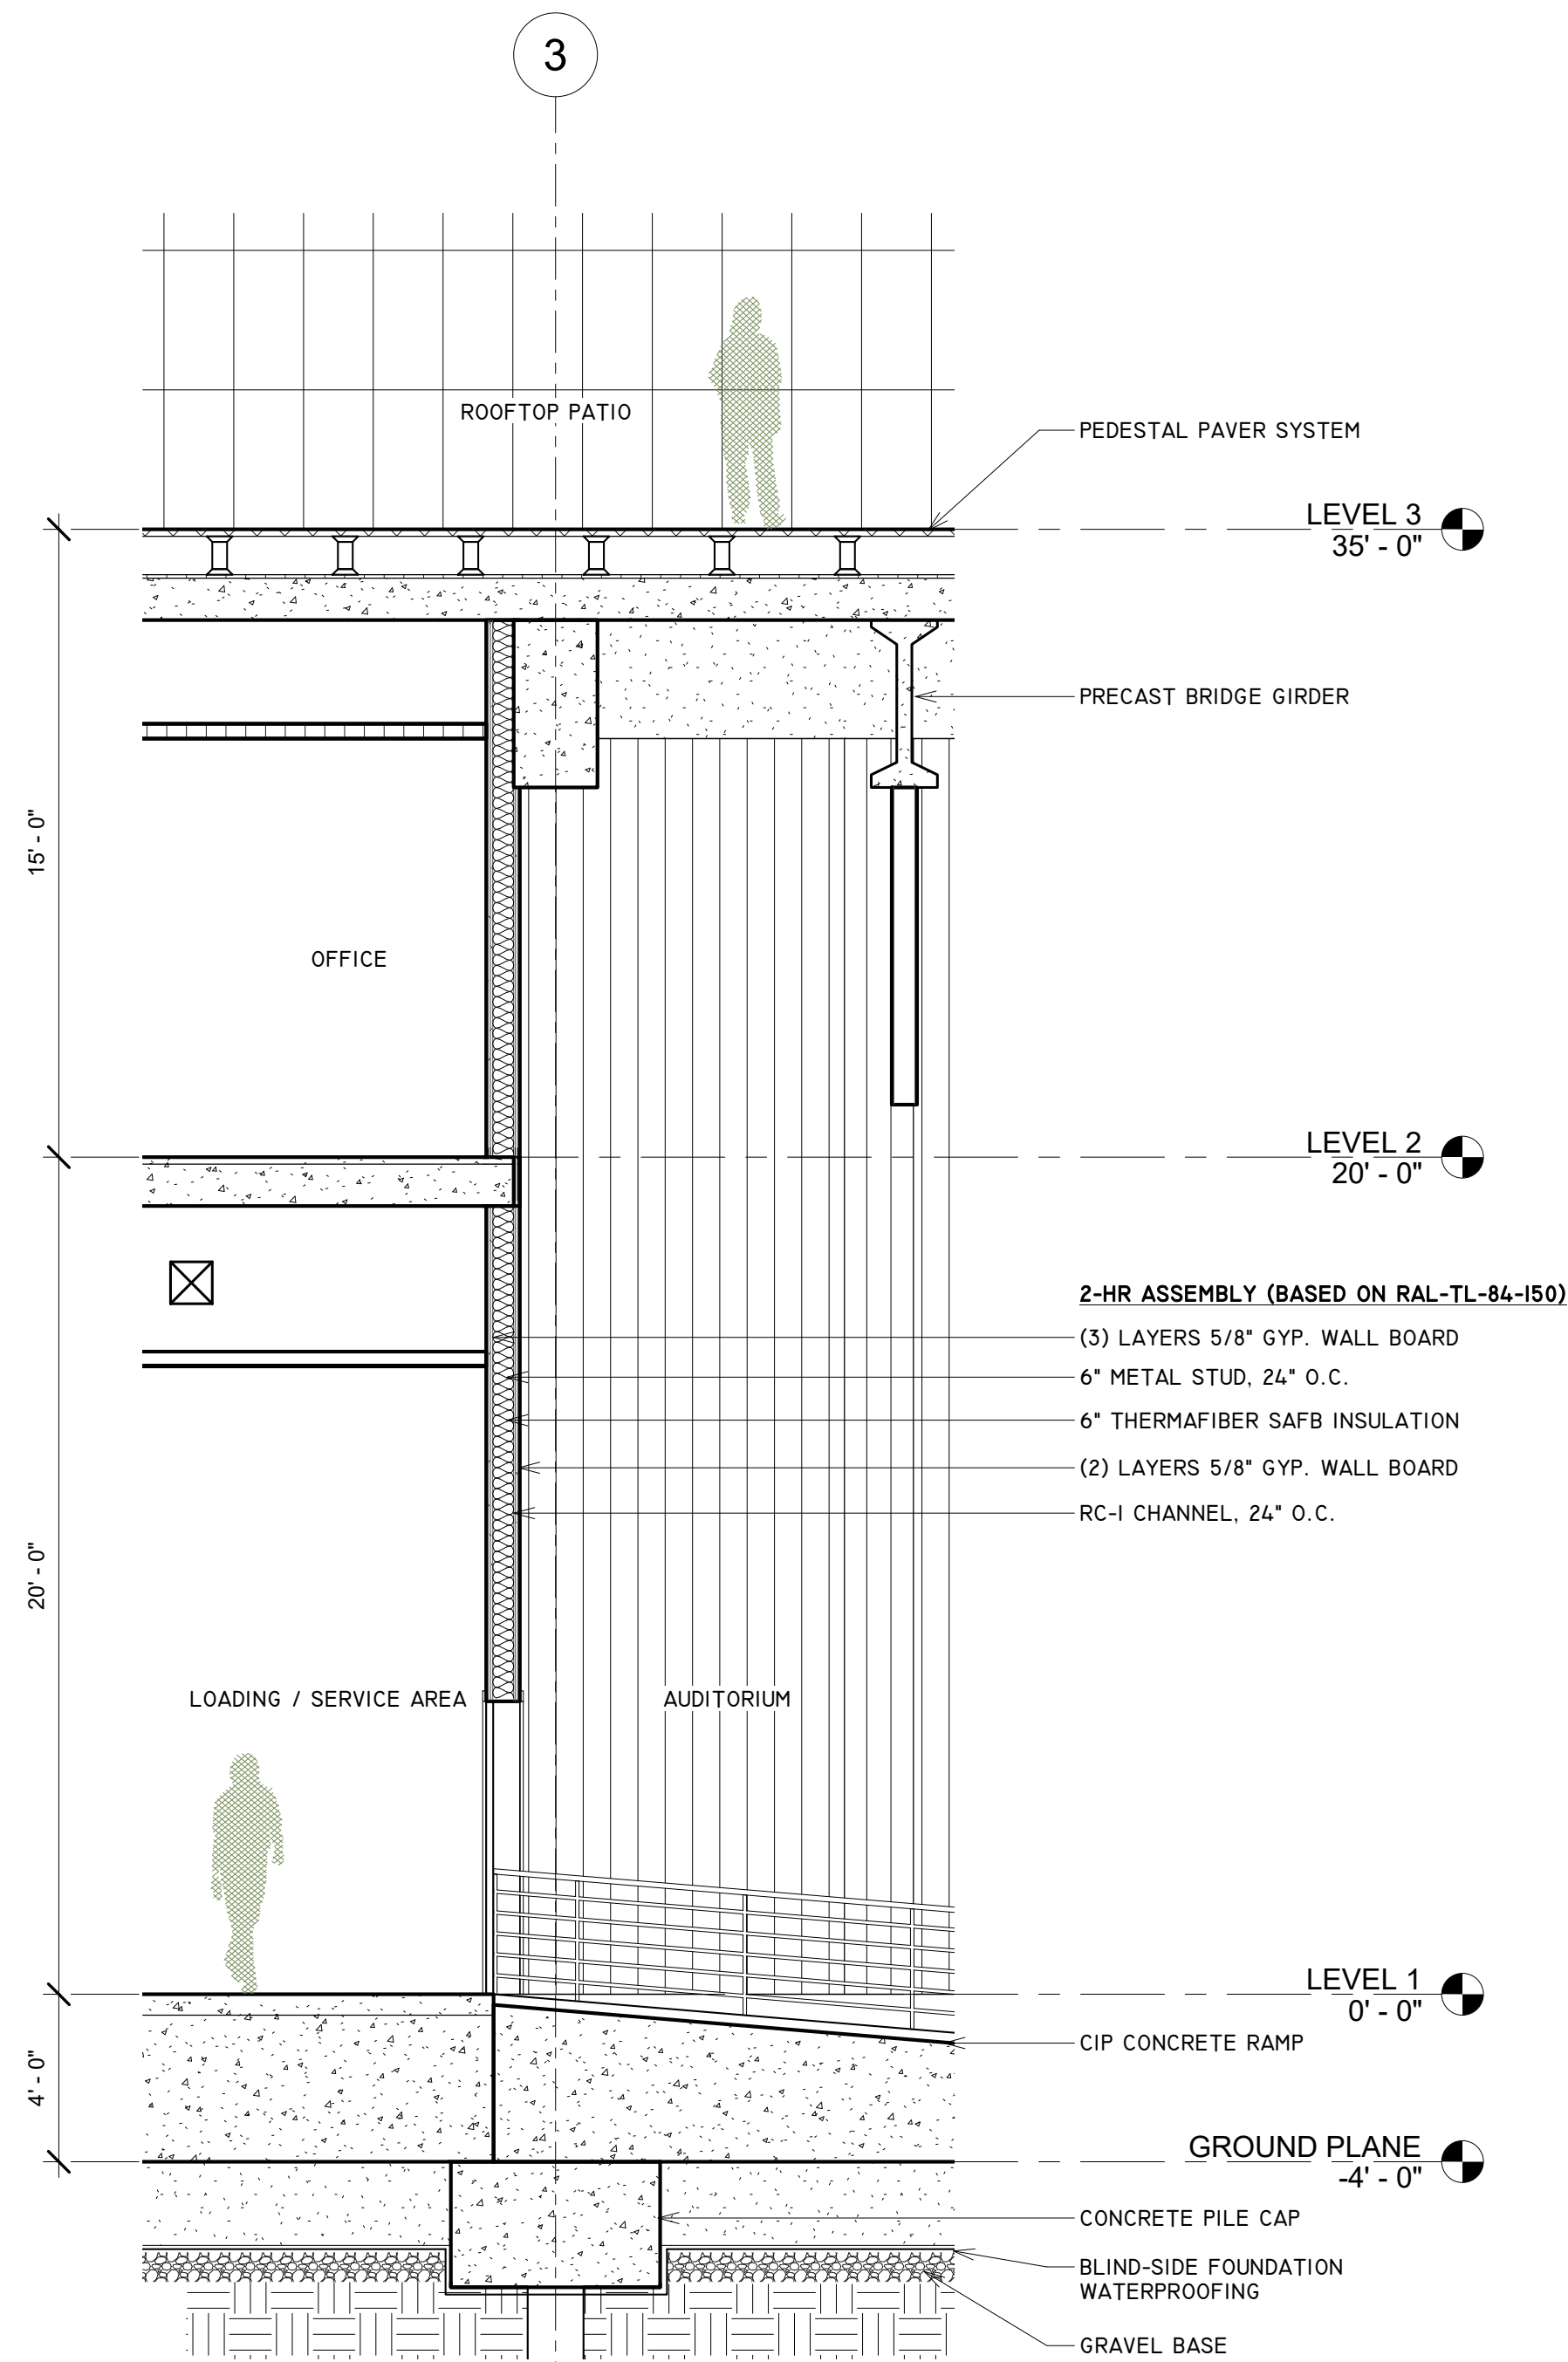 3
ROOFTOP PATIO
PEDESTAL PAVER SYSTEM
LEVEL 3
35' - 0"
PRECAST BRIDGE GIRDER
15' - 0"
OFFICE
LEVEL 2
20' - 0"
2-HR ASSEMBLY (BASED ON RAL-TL-84-150)
(3) LAYERS 5/8" GYP. WALL BOARD
6" METAL STUD, 24" O.C.
6" THERMAFIBER SAFB INSULATION
(2) LAYERS 5/8" GYP. WALL BOARD
RC-1 CHANNEL, 24" O.C.
20' - 0"
LOADING / SERVICE AREA
AUDITORIUM
LEVEL 1
0' - 0"
CIP CONCRETE RAMP
4' - 0"
GROUND PLANE
-4' - 0"
CONCRETE PILE CAP
BLIND-SIDE FOUNDATION
WATERPROOFING
GRAVEL BASE